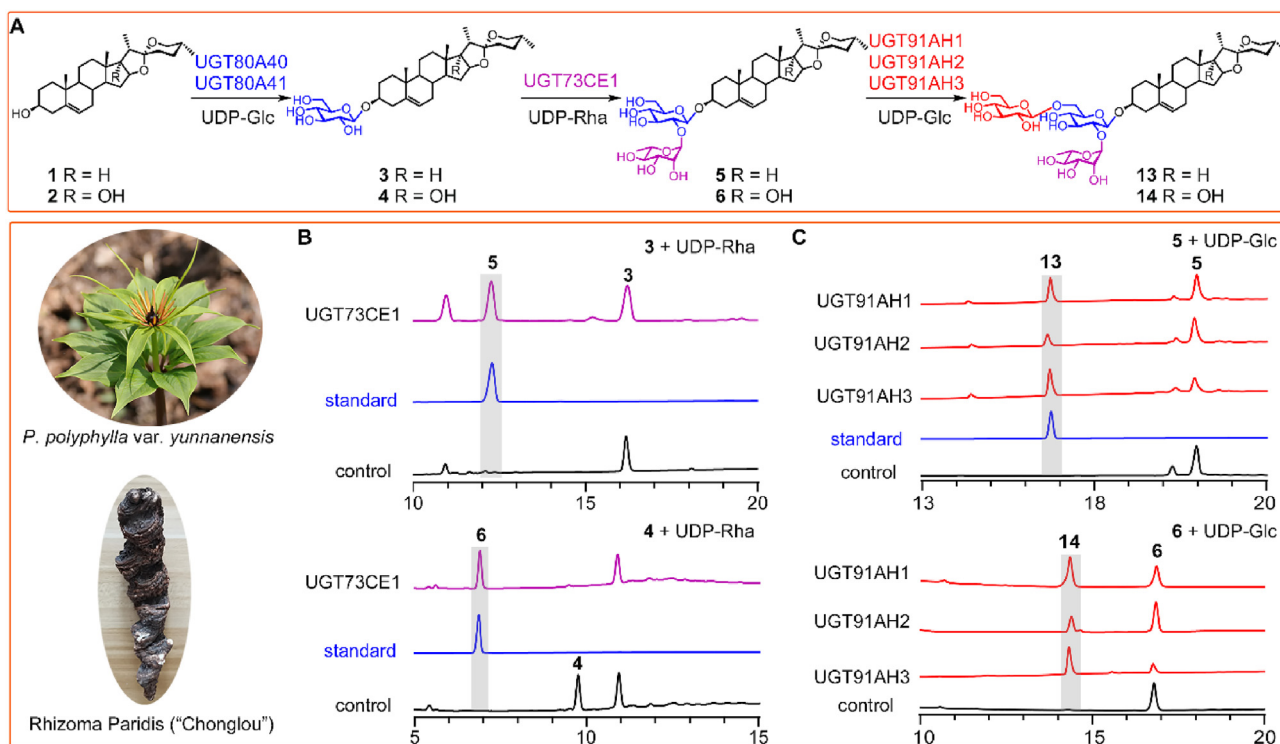 A
UGT80A40
UGT80A41
UDP-Glc
UGT73CE1
UDP-Rha
UGT91AH1
UGT91AH2
UGT91AH3
UDP-Glc
1 R = H
2 R = OH
3 R = H
4 R = OH
5 R = H
6 R = OH
13 R = H
14 R = OH
P. polyphylla var. yunnanensis
Rhizoma Paridis ("Chonglou")
B
3 + UDP-Rha
5
3
UGT73CE1
standard
control
10 15 20
4 + UDP-Rha
6
UGT73CE1
standard
4
control
5 10 15
C
5 + UDP-Glc
13
5
UGT91AH1
UGT91AH2
UGT91AH3
standard
control
13 18 20
6 + UDP-Glc
14
6
UGT91AH1
UGT91AH2
UGT91AH3
control
10 15 20